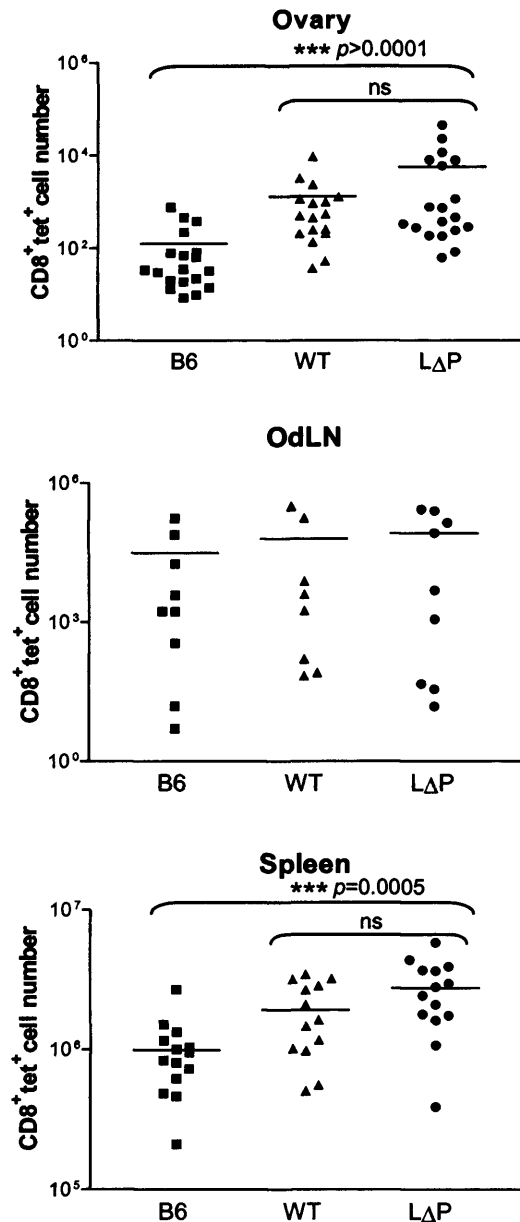 Ovary
*** p>0.0001
ns
CD8⁺tet⁺ cell number
10⁶
10⁴
10²
10⁰
B6 WT LΔP
OdLN
CD8⁺tet⁺ cell number
10⁶
10³
10⁰
B6 WT LΔP
Spleen
*** p=0.0005
ns
CD8⁺tet⁺ cell number
10⁷
10⁶
10⁵
B6 WT LΔP